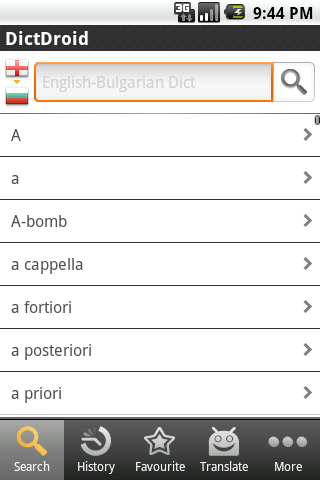 3G 9:44 PM
DictDroid
English-Bulgarian Dict
A
a
A-bomb
a cappella
a fortiori
a posteriori
a priori
Search History Favourite Translate More